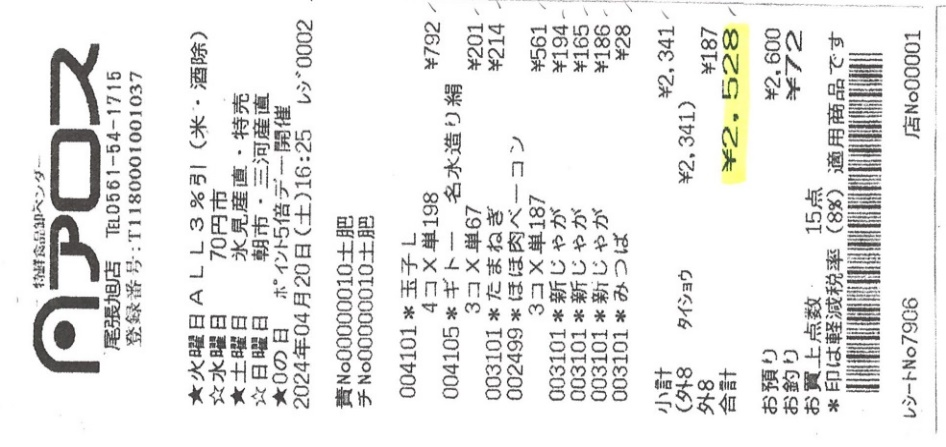 特鮮食品卸ベンダー
アロス
尾張旭店 TEL0561-54-1715
登録番号:T1180001001037
★火曜日ALL3%引(米・酒除)
☆水曜日 70円市
★土曜日 氷見産直・特売
☆日曜日 朝市・三河産直
★0の日 ポイント5倍デー開催
2024年04月20日(土)16:25 レジ0002
責No00000010土肥
チNo00000010土肥
004101*玉子L ¥792
4コX単198
004105*ギトー 名水造り絹 ¥201
3コX単67
003101*たまねぎ ¥214
002499*ほほ肉ベーコン ¥561
3コX単187
003101*新じゃが ¥194
003101*新じゃが ¥165
003101*新じゃが ¥186
003101*みつば ¥28
小計 ¥2,341
(外8 タイショウ ¥2,341)
外8 ¥187
合計 ¥2,528
お預り ¥2,600
お釣り ¥72
お買上点数 15点
*印は軽減税率(8%)適用商品です
レシートNo7906 店No00001